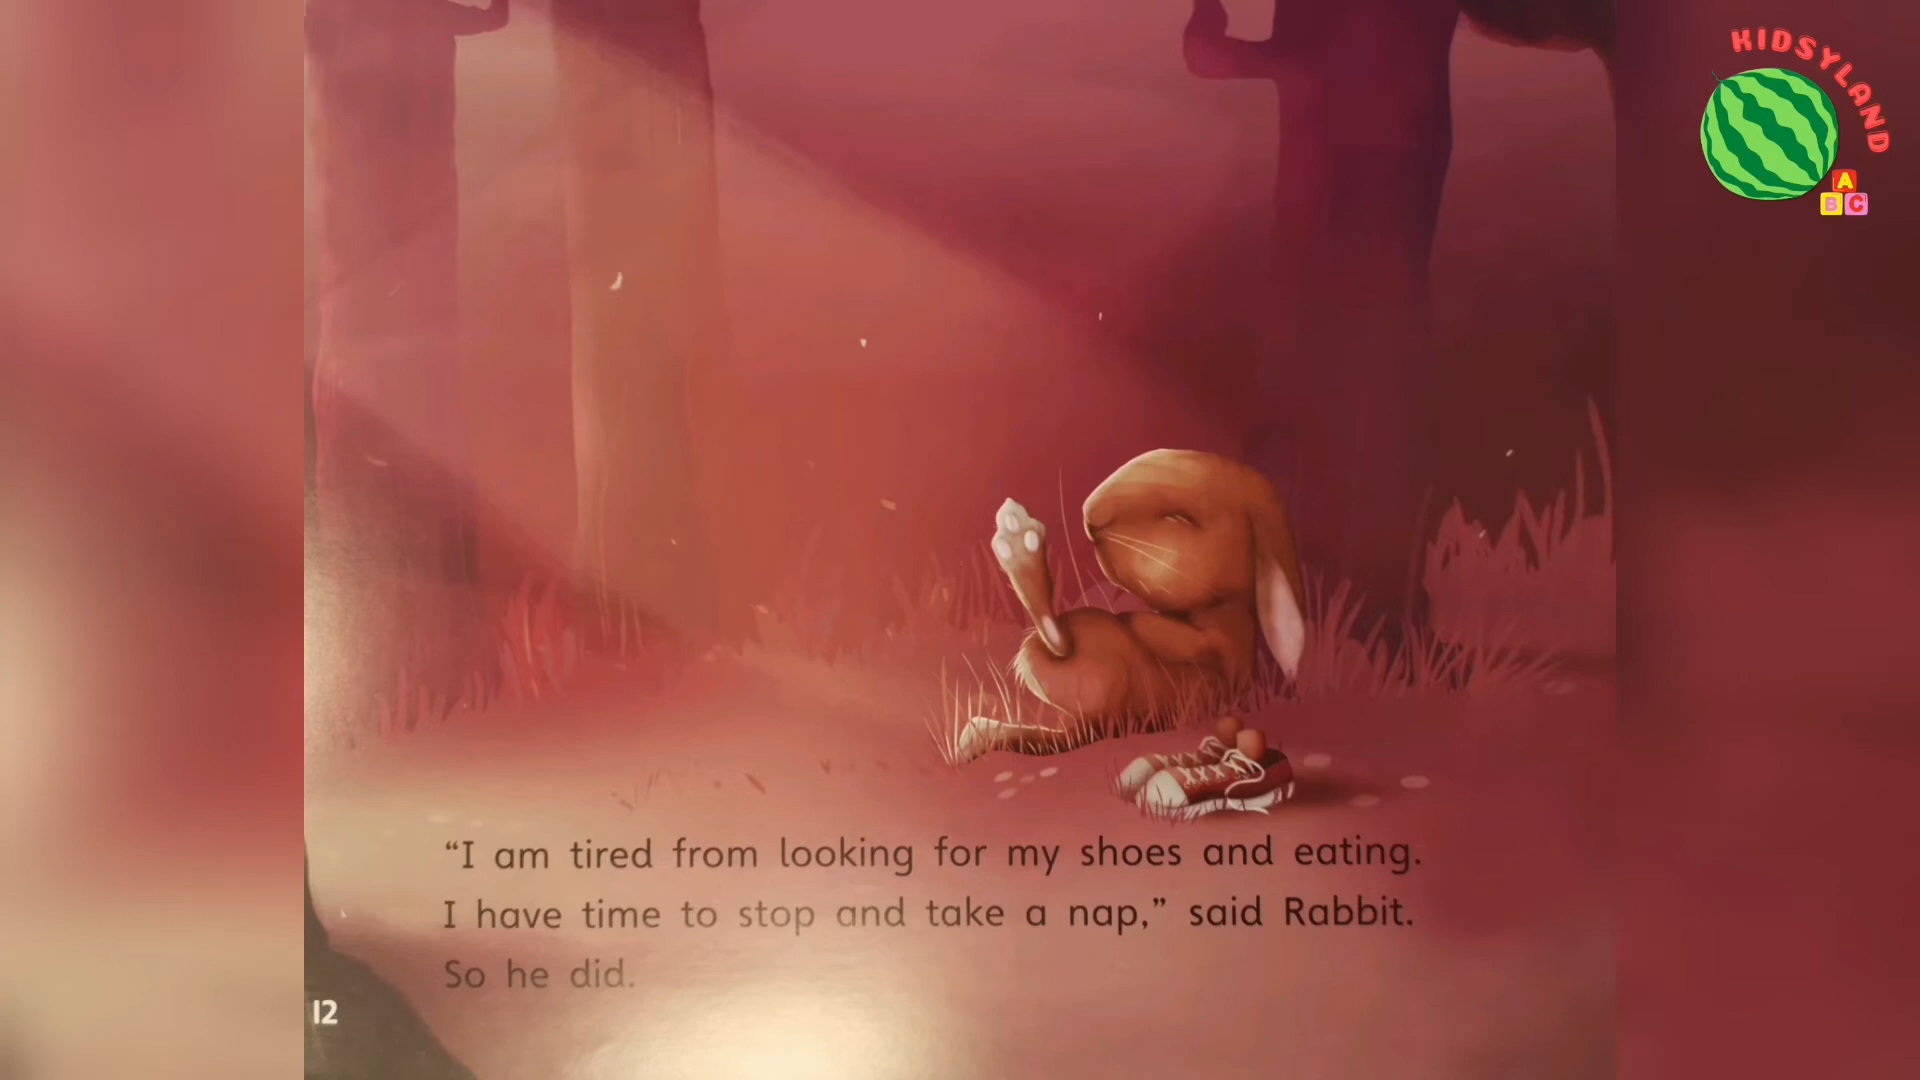 KIDSYLAND
A
B C
“I am tired from looking for my shoes and eating.
I have time to stop and take a nap,” said Rabbit.
So he did.
12